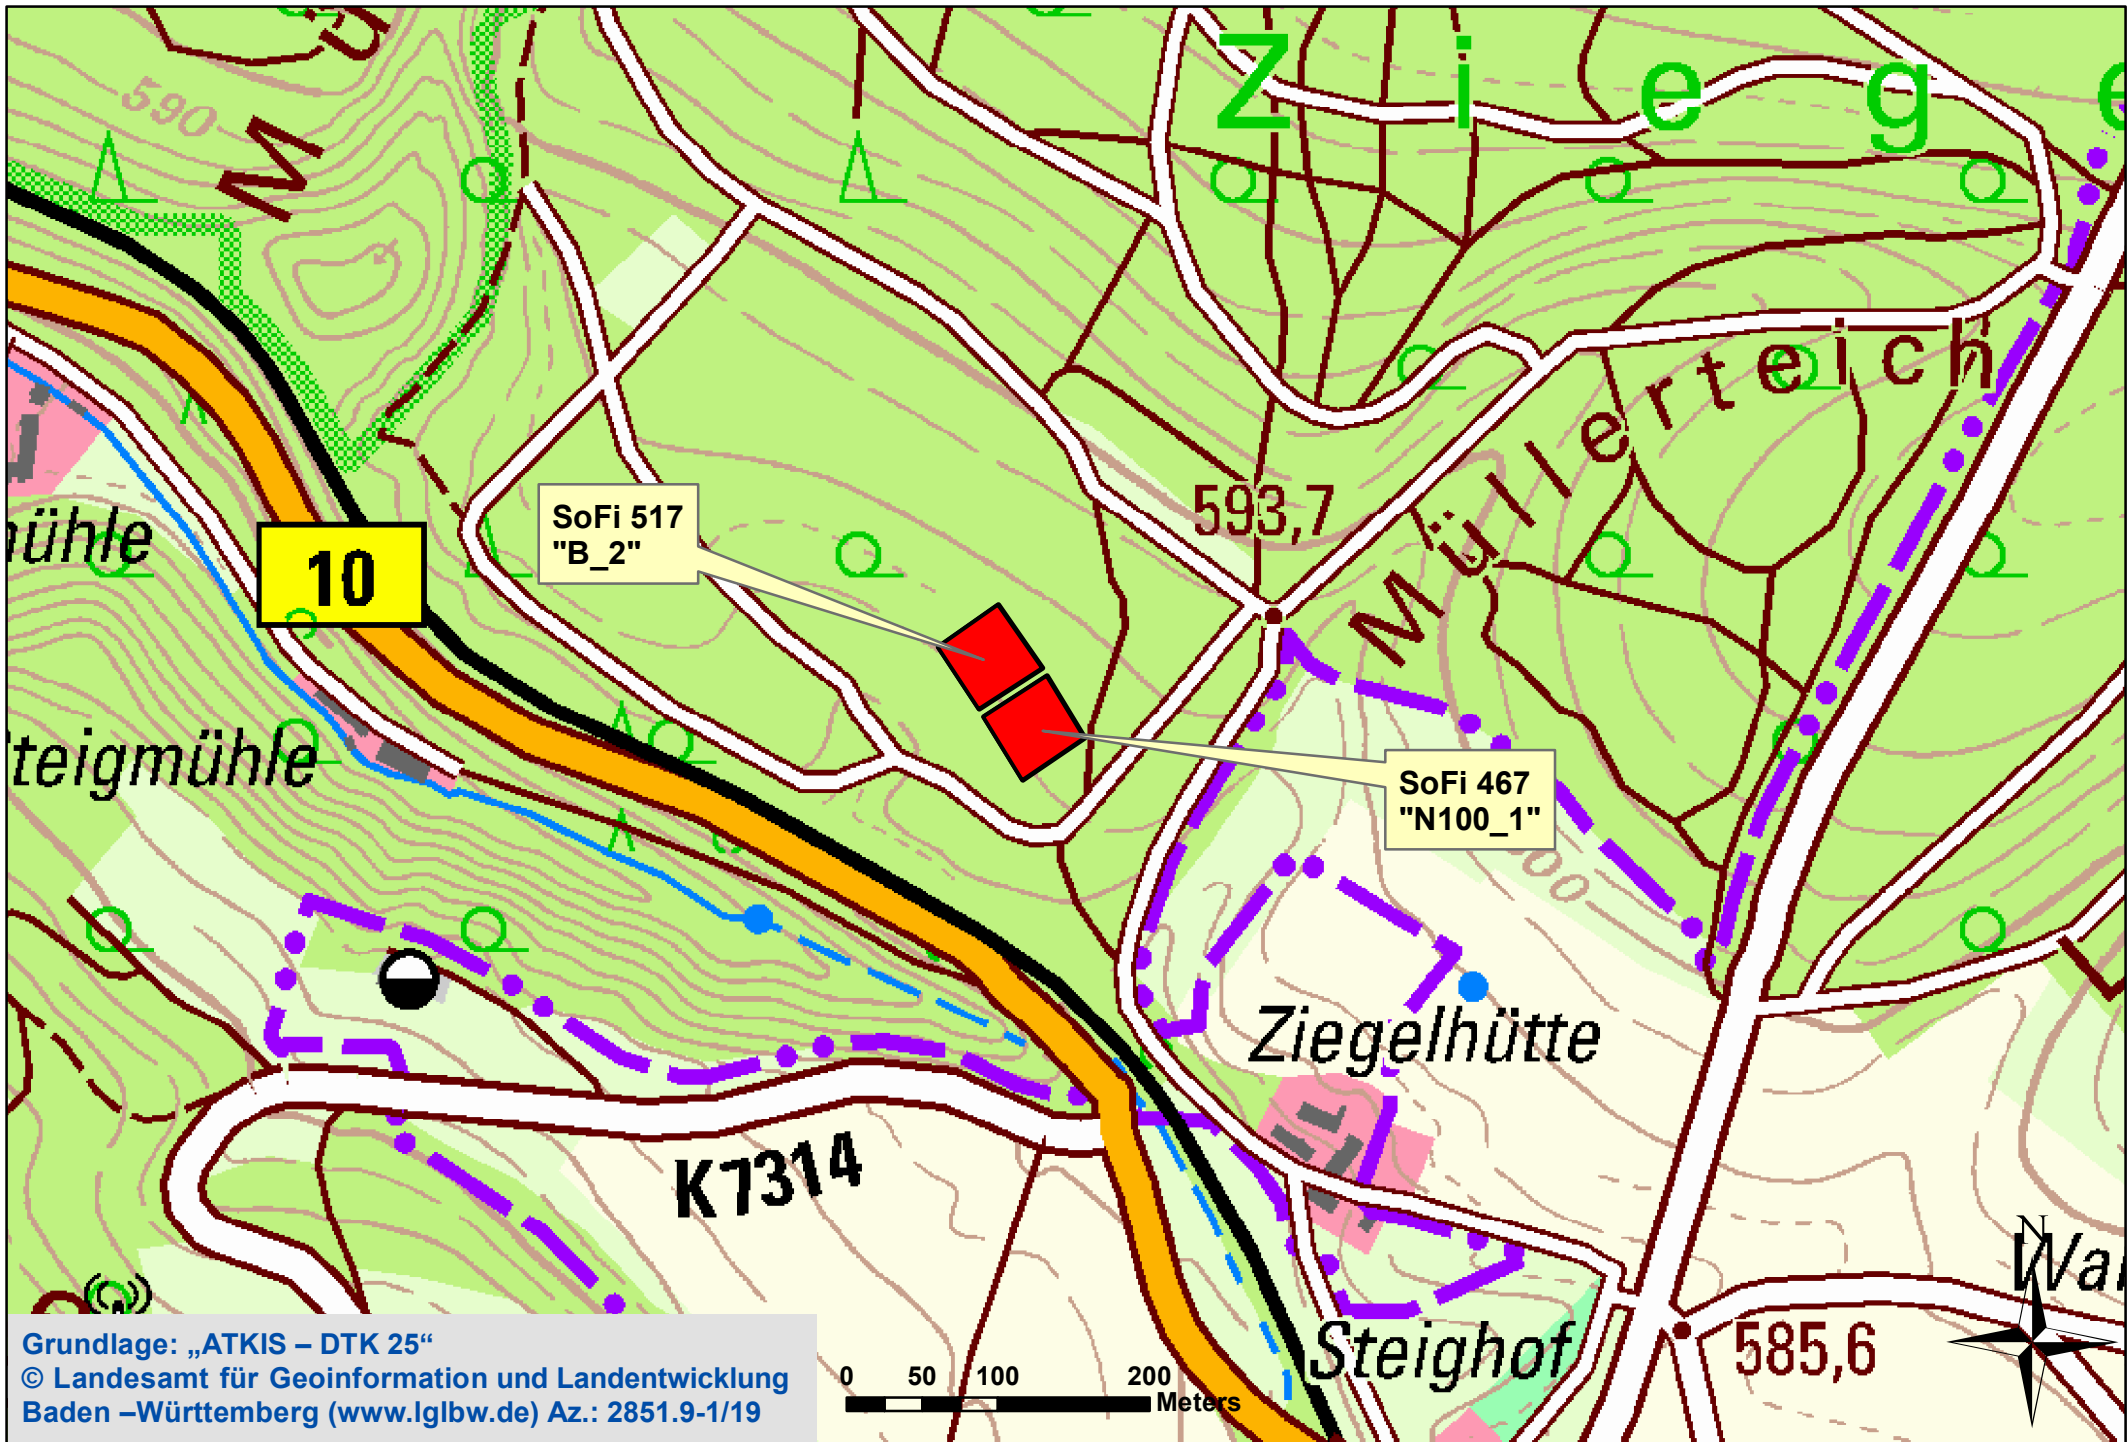 590
Z i e g e
Müllerteich
593,7
SoFi 517
"B_2"
10
ühle
teigmühle
SoFi 467
"N100_1"
Ziegelhütte
K7314
N
Wa
Steighof
585,6
Grundlage: „ATKIS – DTK 25“
© Landesamt für Geoinformation und Landentwicklung
Baden –Württemberg (www.lglbw.de) Az.: 2851.9-1/19
0 50 100 200
Meters